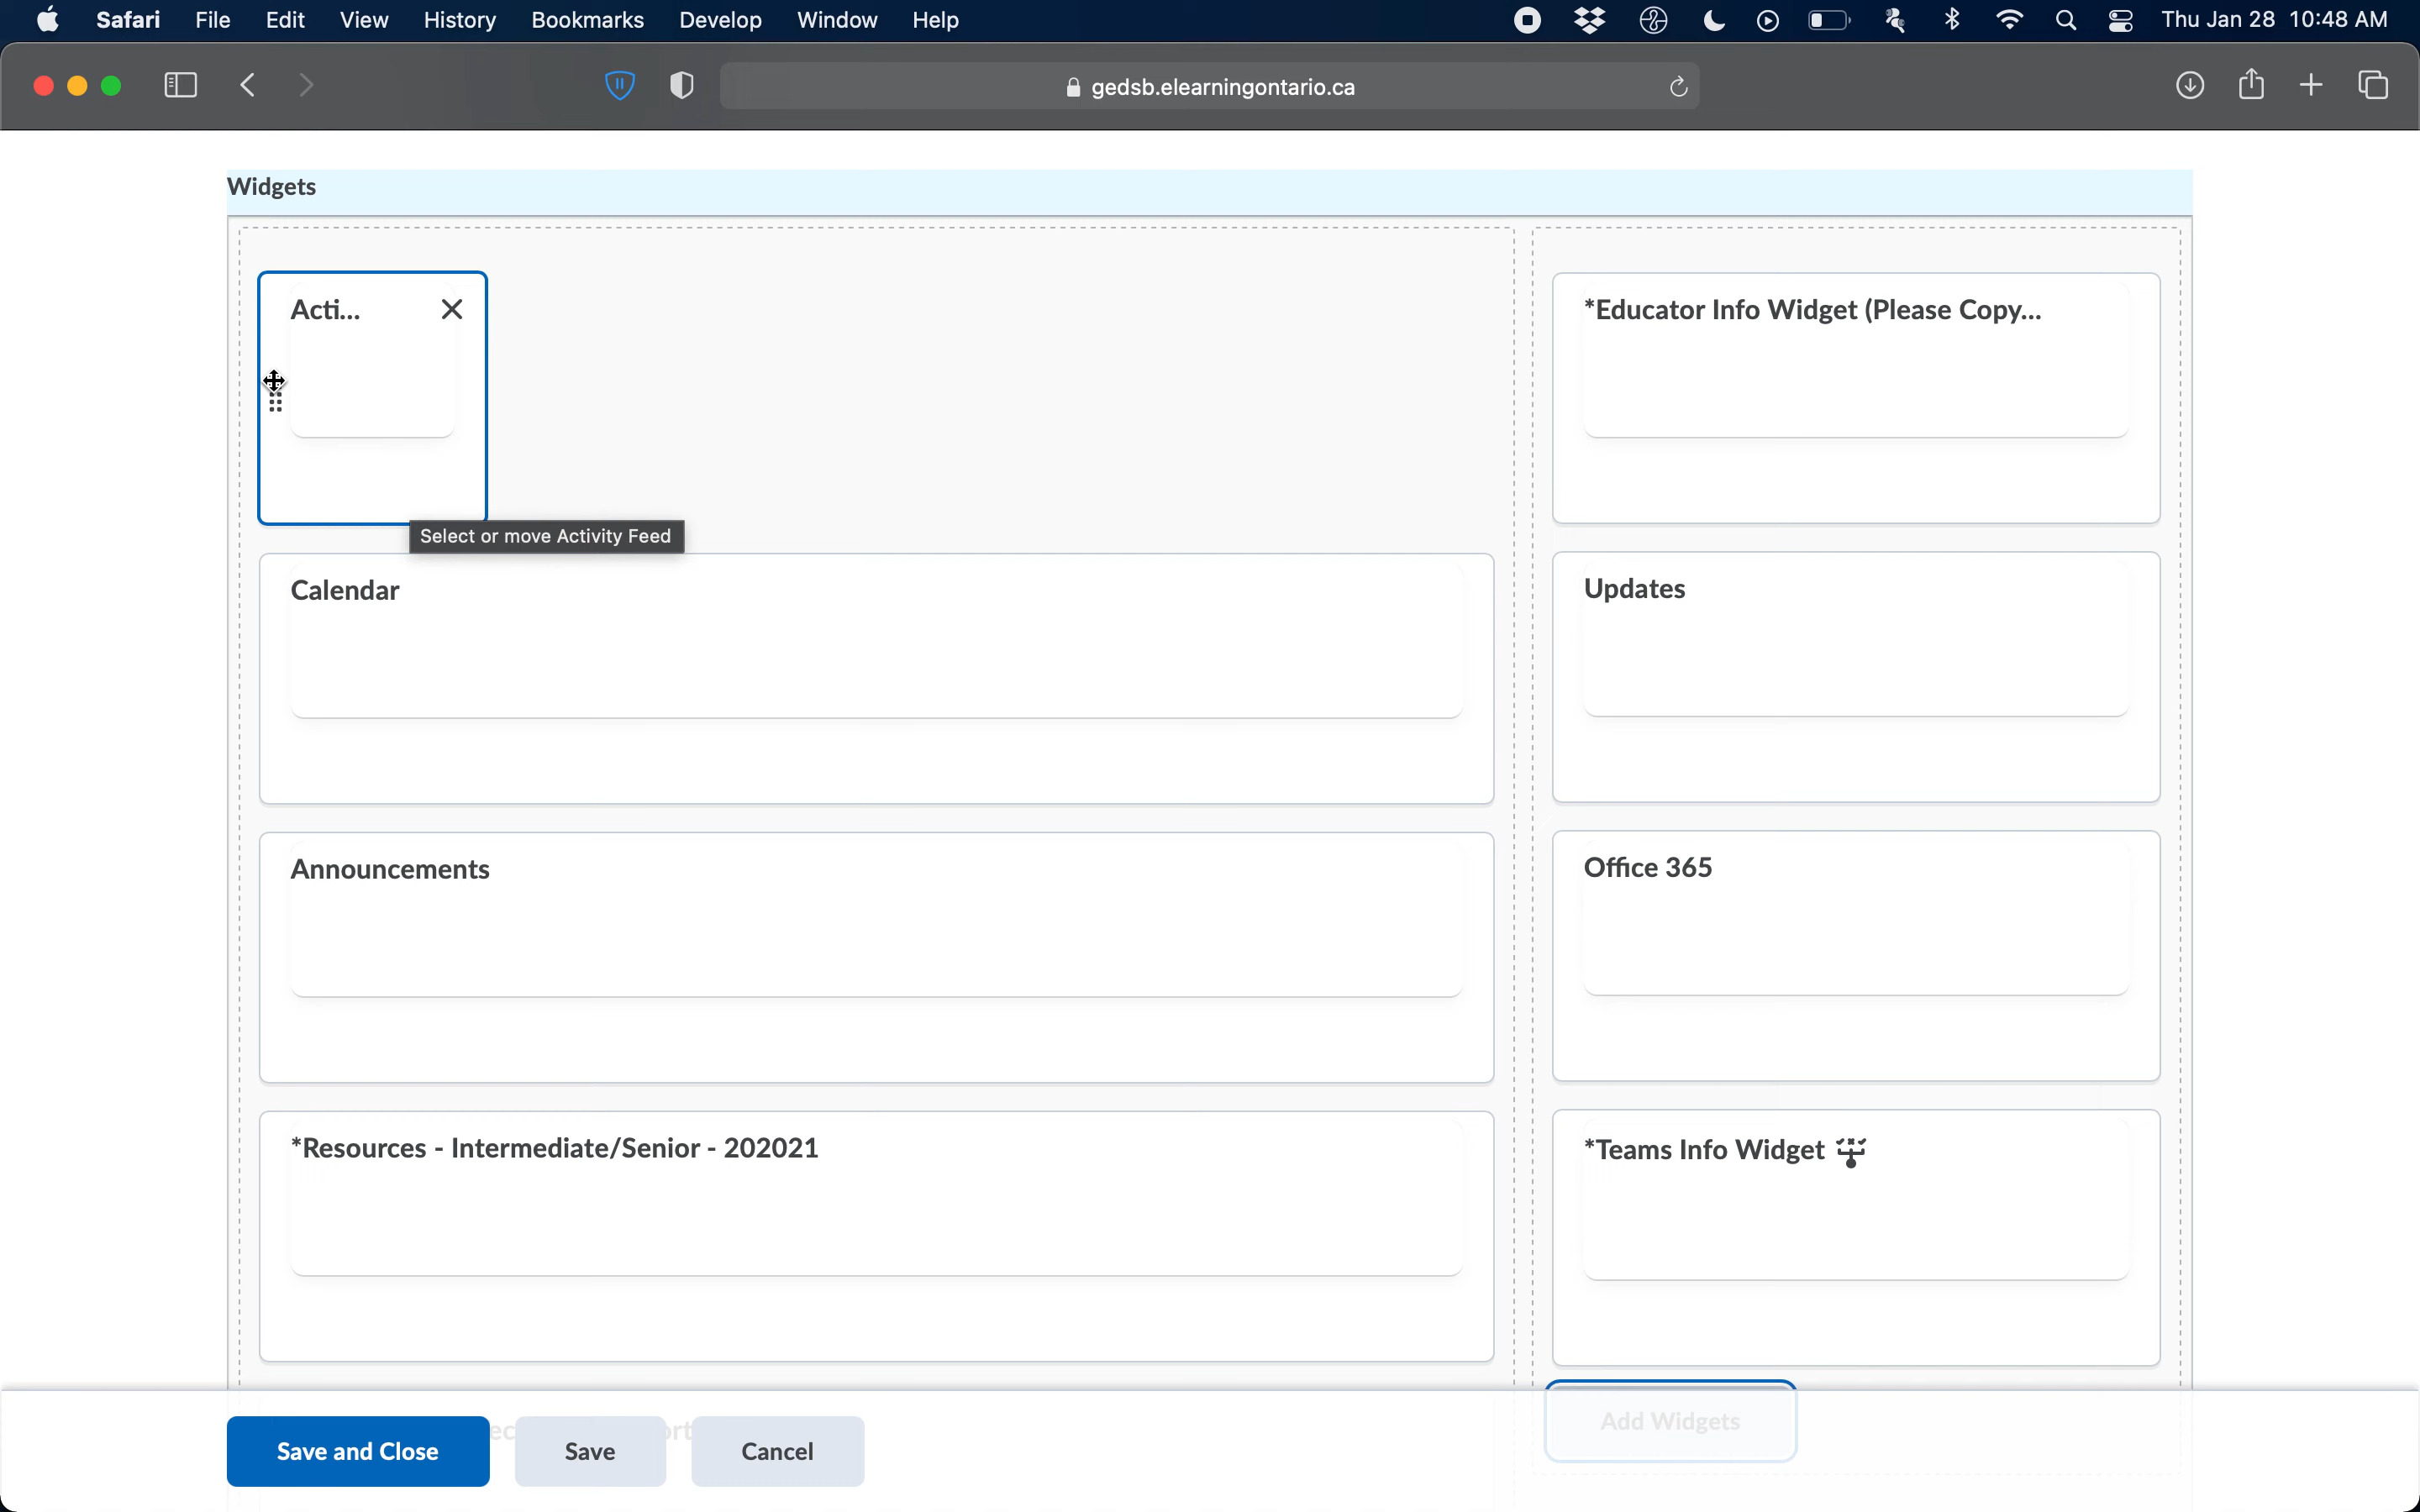 Safari File Edit View History Bookmarks Develop Window Help Thu Jan 28 10:48 AM
gedsb.elearningontario.ca
Widgets
Acti...
*Educator Info Widget (Please Copy...
Select or move Activity Feed
Calendar
Updates
Announcements
Office 365
*Resources - Intermediate/Senior - 202021
*Teams Info Widget
Add Widgets
Save and Close Save Cancel